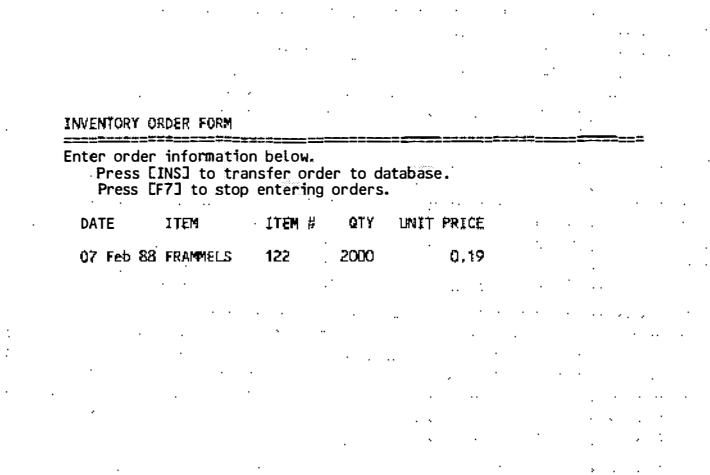 INVENTORY ORDER FORM
Enter order information below.
Press [INS] to transfer order to database.
Press [F7] to stop entering orders.
DATE ITEM ITEM # QTY UNIT PRICE
07 Feb 88 FRAMMELS 122 2000 0.19